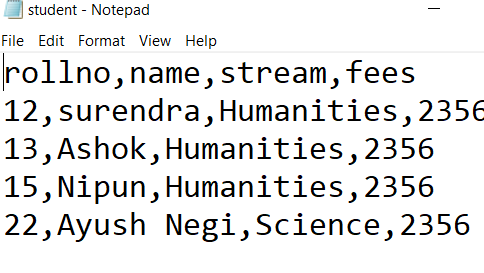 student - Notepad
File Edit Format View Help
rollno,name,stream,fees
12,surendra,Humanities,2356
13,Ashok,Humanities,2356
15,Nipun,Humanities,2356
22,Ayush Negi,Science,2356